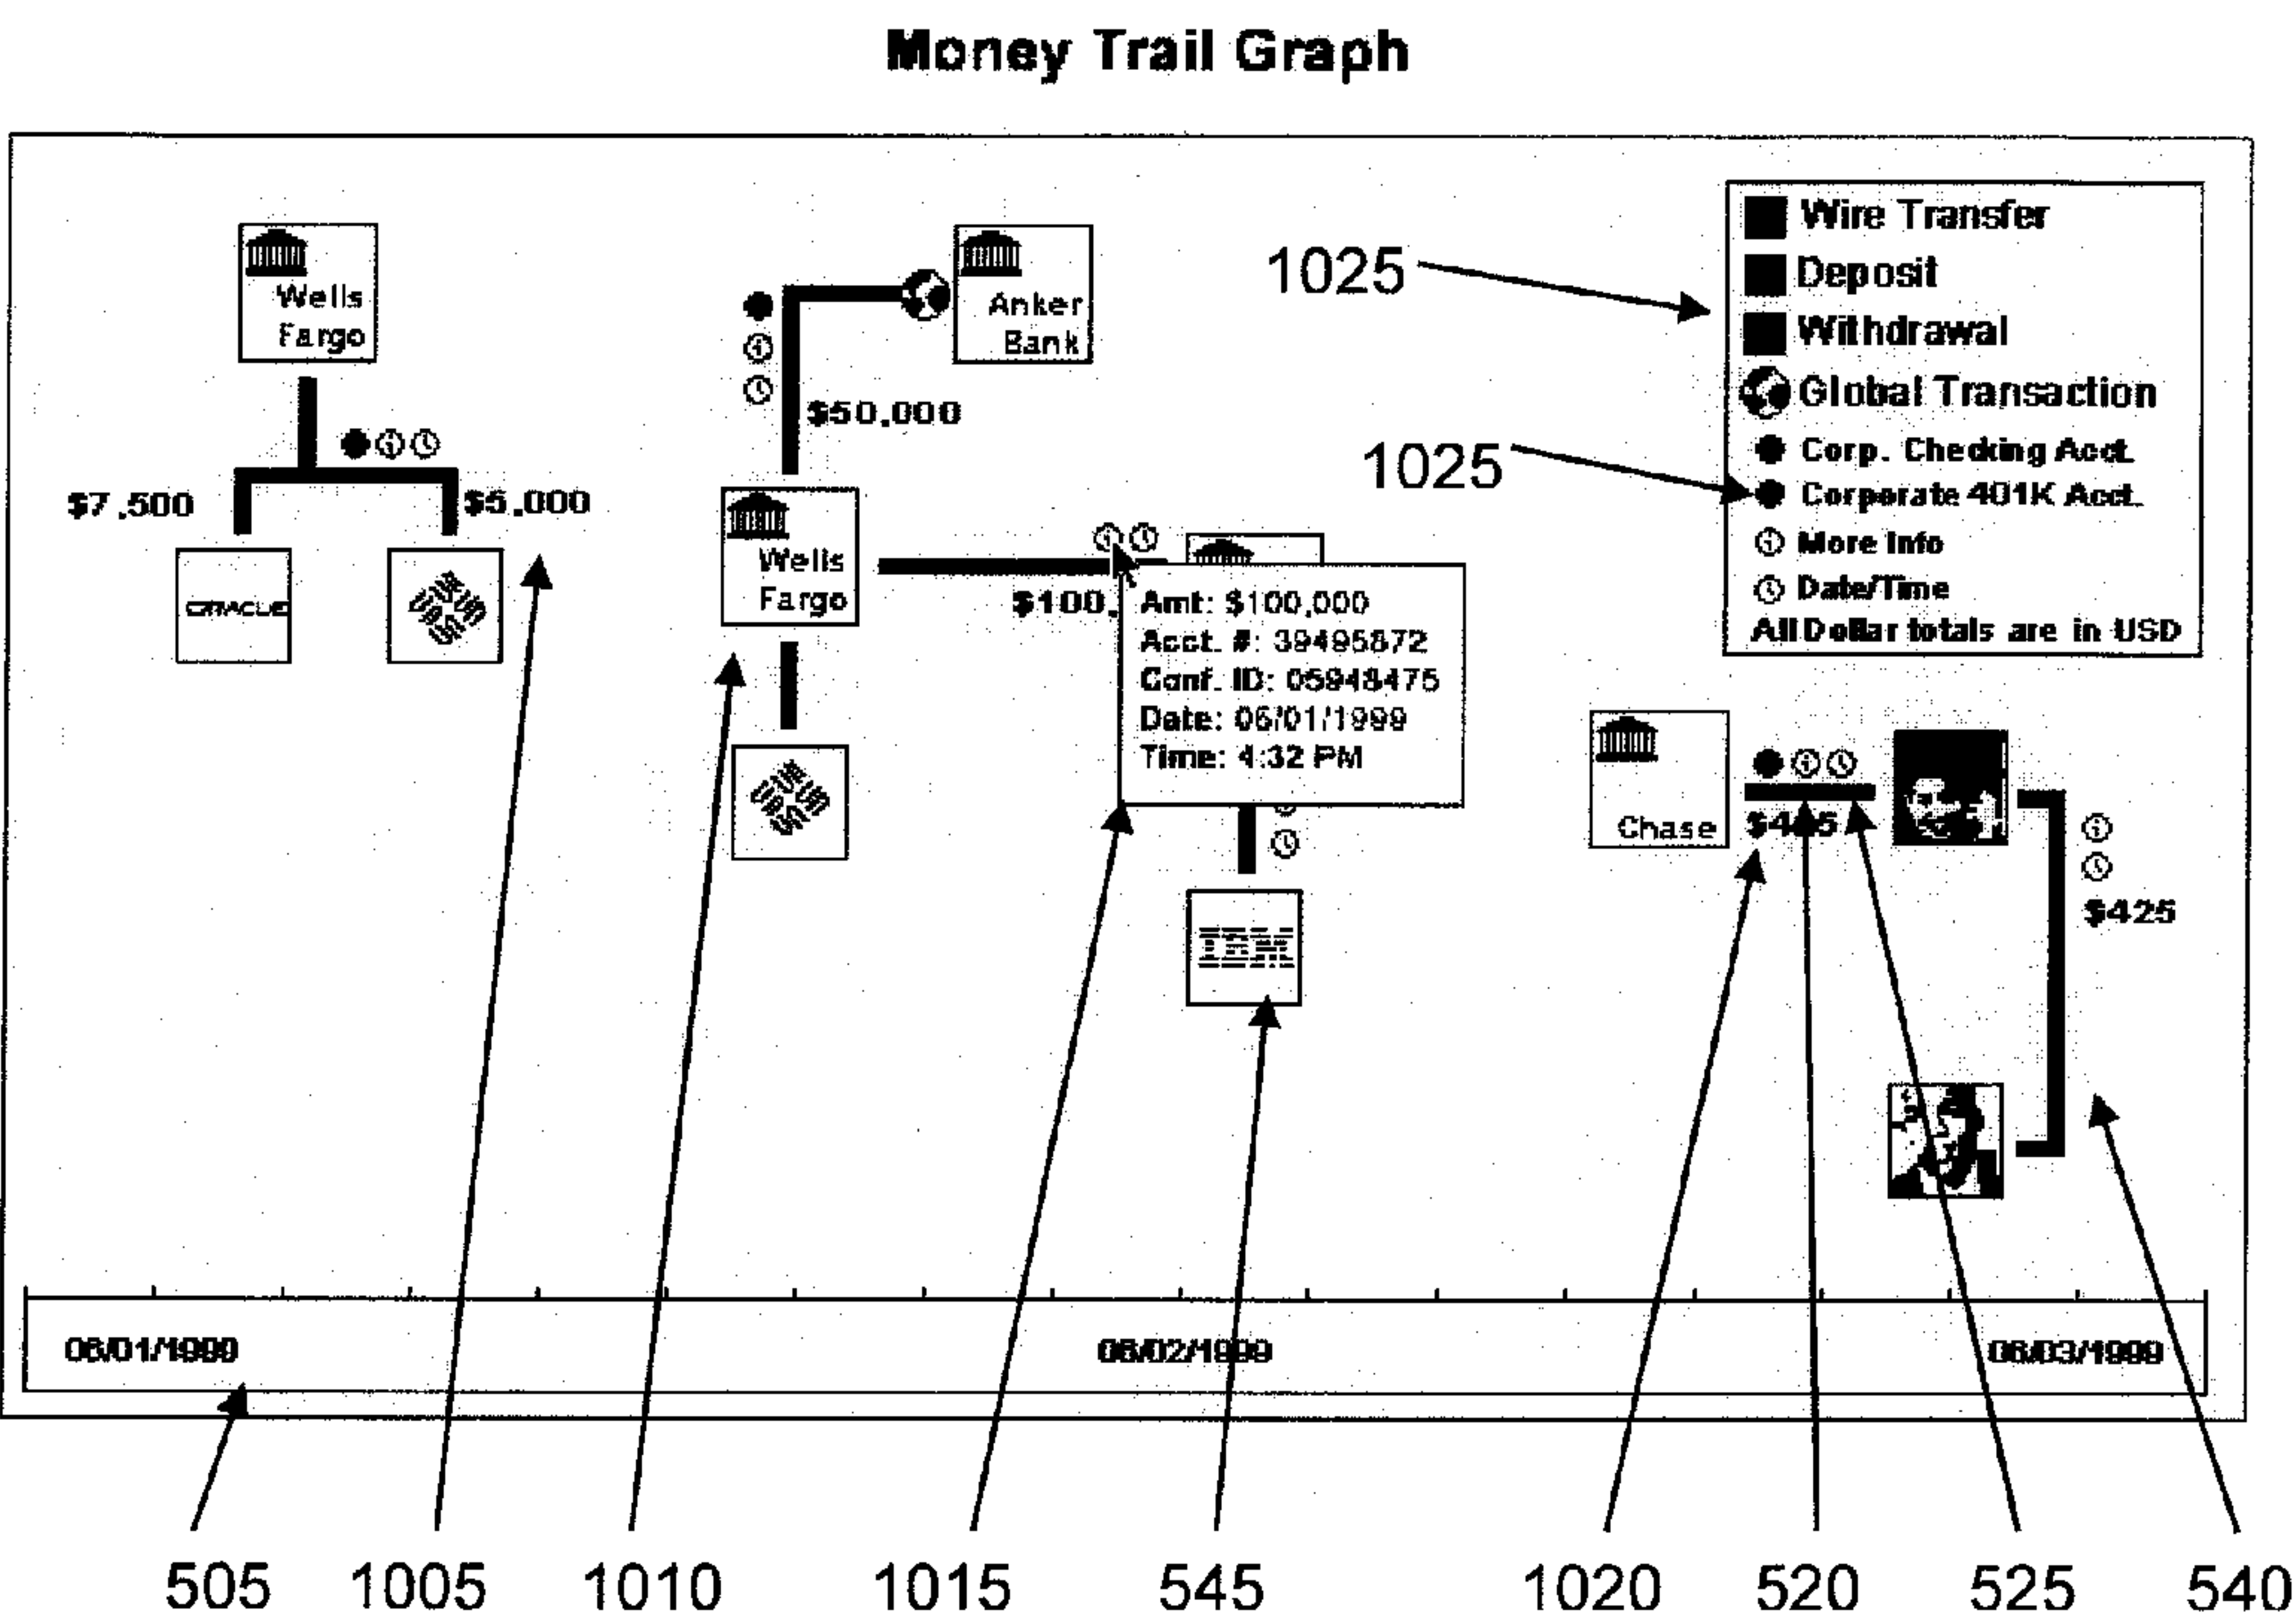 Money Trail Graph
Wells
Fargo
$7,500
$5,000
ORACLE
Anker
Bank
$50,000
Wells
Fargo
$100,
Amt: $100,000
Acct. #: 39495872
Conf. ID: 05948475
Date: 06/01/1999
Time: 4:32 PM
IBM
1025
1025
Wire Transfer
Deposit
Withdrawal
Global Transaction
Corp. Checking Acct.
Corporate 401K Acct.
More Info
Date/Time
All Dollar totals are in USD
Chase
$425
06/01/1999
06/02/1999
06/03/1999
505
1005
1010
1015
545
1020
520
525
540